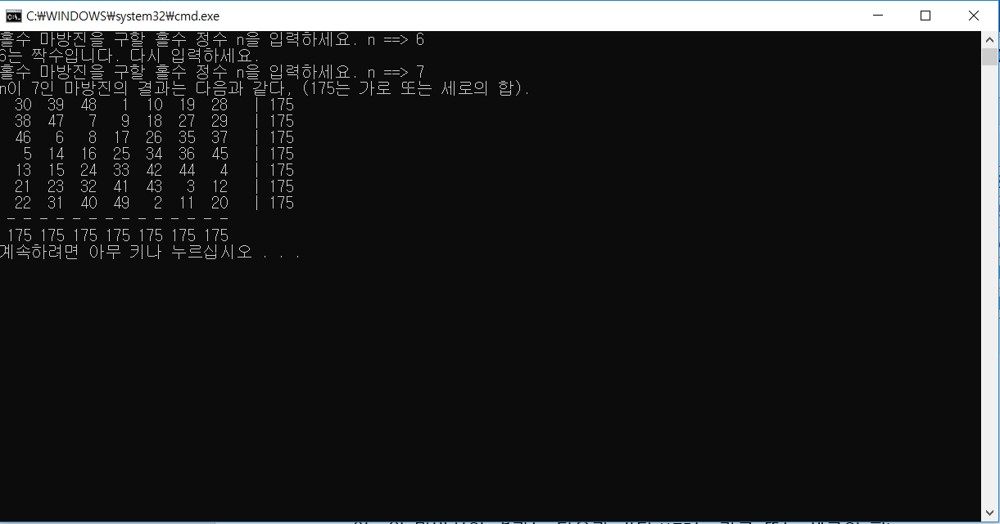 C:₩WINDOWS₩system32₩cmd.exe
홀수 마방진을 구할 홀수 정수 n을 입력하세요. n ==> 6
6는 짝수입니다. 다시 입력하세요.
홀수 마방진을 구할 홀수 정수 n을 입력하세요. n ==> 7
n이 7인 마방진의 결과는 다음과 같다, (175는 가로 또는 세로의 합).
30 39 48 1 10 19 28 | 175
38 47 7 9 18 27 29 | 175
46 6 8 17 26 35 37 | 175
5 14 16 25 34 36 45 | 175
13 15 24 33 42 44 4 | 175
21 23 32 41 43 3 12 | 175
22 31 40 49 2 11 20 | 175
- - - - - - - - - - - - - -
175 175 175 175 175 175 175
계속하려면 아무 키나 누르십시오 . . .